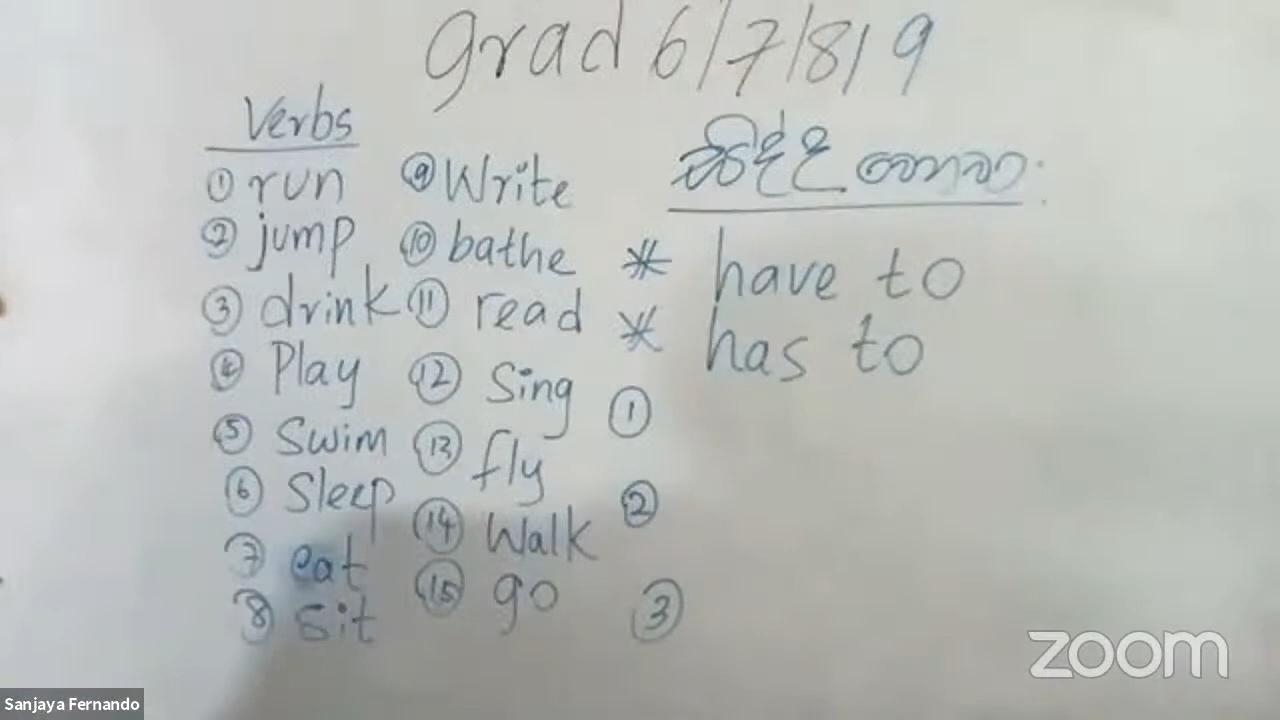 grad 6/7/8/9
Verbs
① run
② jump
③ drink
④ Play
⑤ Swim
⑥ Sleep
⑦ eat
⑧ Sit
⑨ Write
⑩ bathe
⑪ read
⑫ Sing
⑬ fly
⑭ Walk
⑮ go
සිද්ද වෙනවා.
* have to
* has to
①
②
③
zoom
Sanjaya Fernando